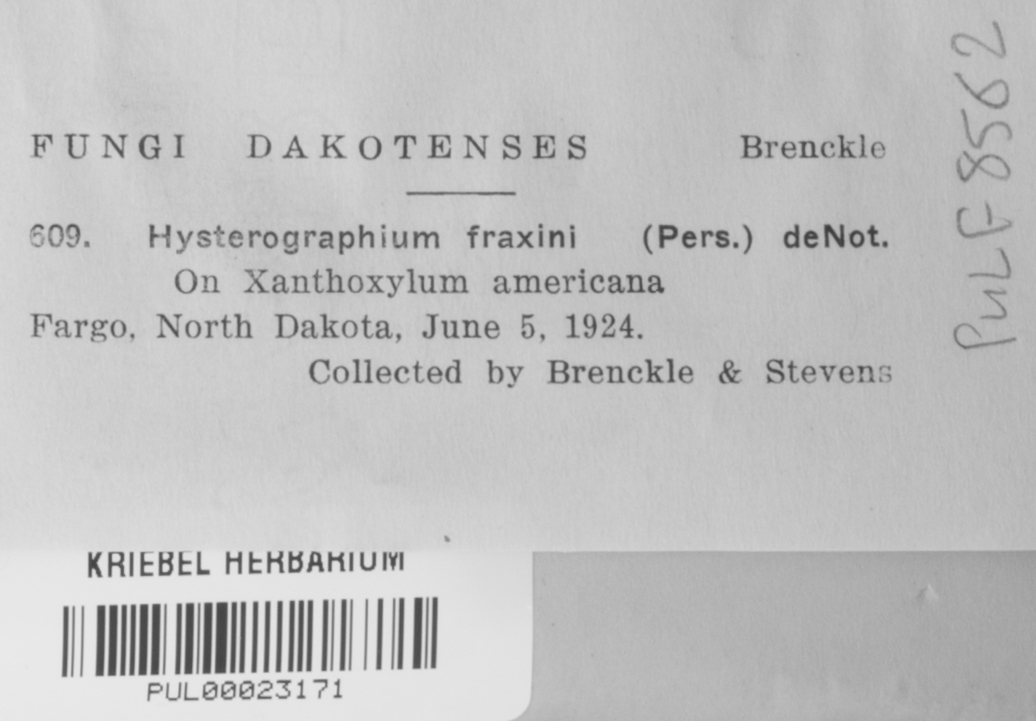 FUNGI DAKOTENSES Brenckle
609. Hysterographium fraxini (Pers.) deNot.
On Xanthoxylum americana
Fargo, North Dakota, June 5, 1924.
Collected by Brenckle & Stevens
PUL F 8562
KRIEBEL HERBARIUM
PUL00023171